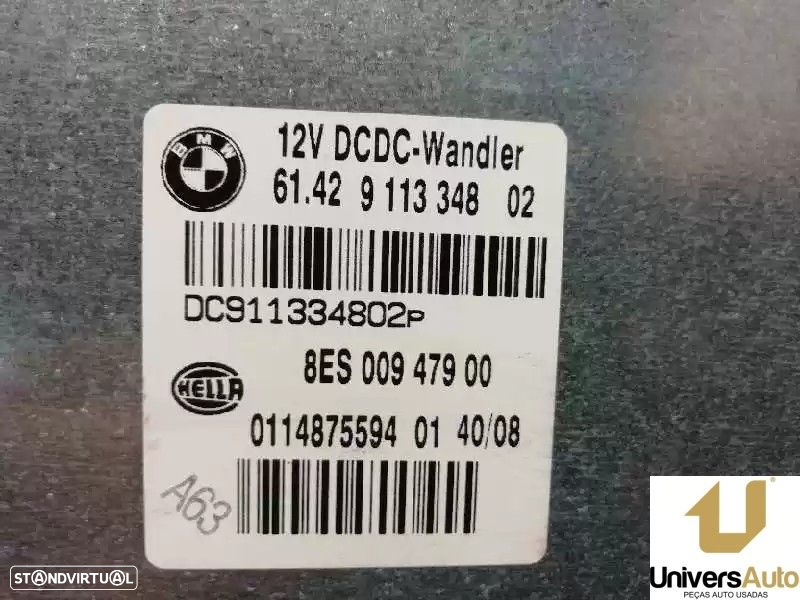 BMW
12V DCDC-Wandler
61.42 9 113 348 02
DC911334802P
8ES 009 479 00
HELLA
0114875594 01 40/08
A63
STANDVIRTUAL
UniversAuto
PEÇAS AUTO USADAS